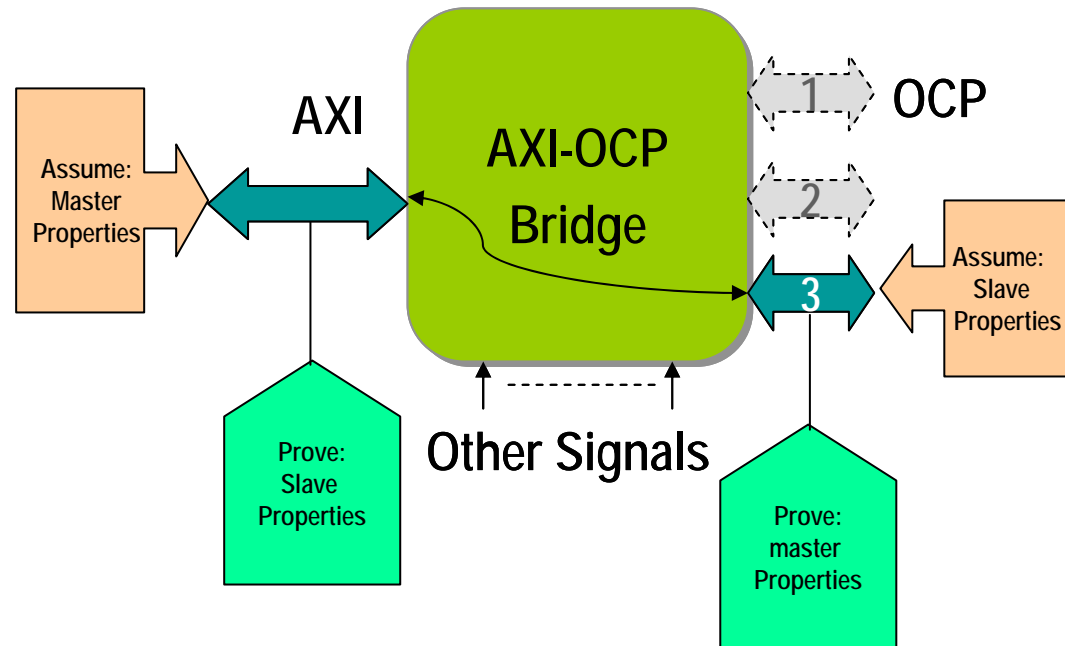 AXI
AXI-OCP
Bridge
1
OCP
2
3
Assume:
Master
Properties
Assume:
Slave
Properties
Other Signals
Prove:
Slave
Properties
Prove:
master
Properties